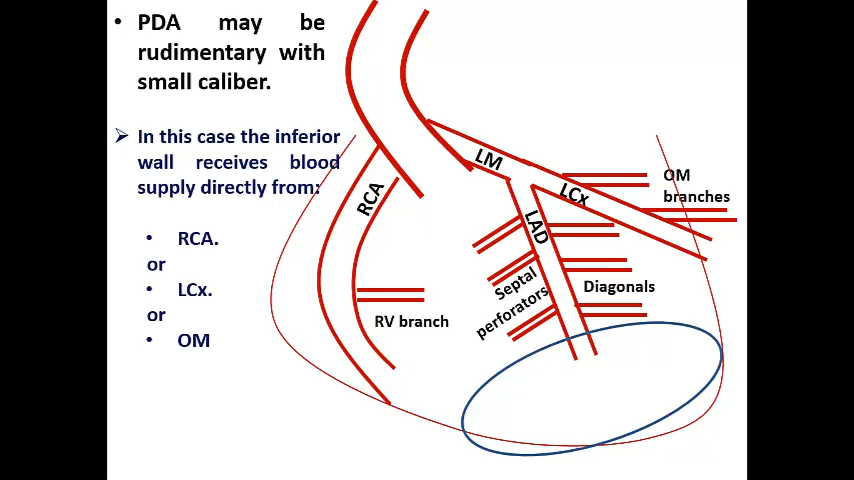 • PDA may be
rudimentary with
small caliber.
➢ In this case the inferior
wall receives blood
supply directly from:
• RCA.
or
• LCx.
or
• OM
LM
RCA
LCx
OM
branches
LAD
Septal
perforators
Diagonals
RV branch